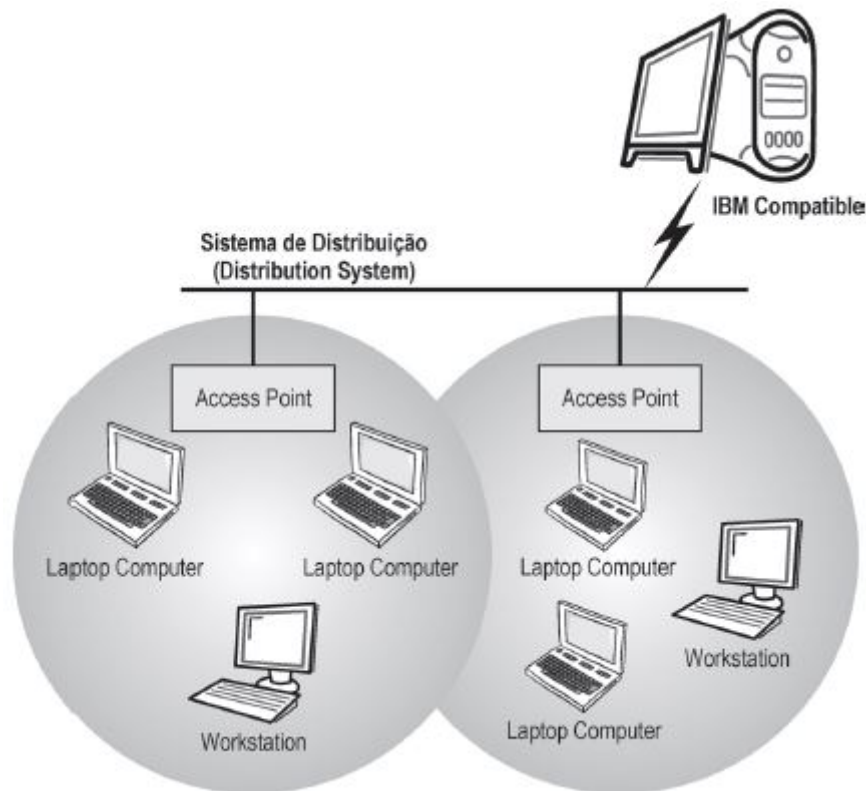 IBM Compatible
Sistema de Distribuição
(Distribution System)
Access Point
Access Point
Laptop Computer
Laptop Computer
Laptop Computer
Workstation
Workstation
Laptop Computer